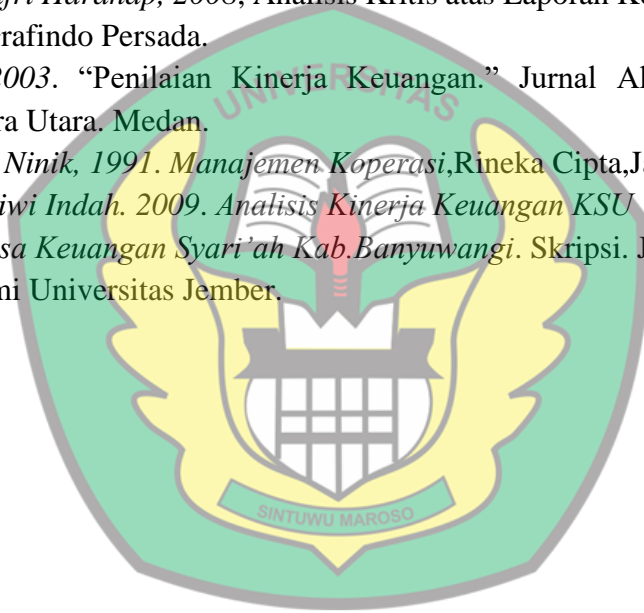 Harahap, 2008, Analisis Kritis atas Laporan
rafindo Persada.
2003. “Penilaian Kinerja Keuangan.” Jurnal
ra Utara. Medan.
Ninik, 1991. Manajemen Koperasi,Rineka Cipta,
iwi Indah. 2009. Analisis Kinerja Keuangan KSU
sa Keuangan Syari’ah Kab.Banyuwangi. Skripsi.
mi Universitas Jember.
UNIVERSITAS
SINTUWU MAROSO